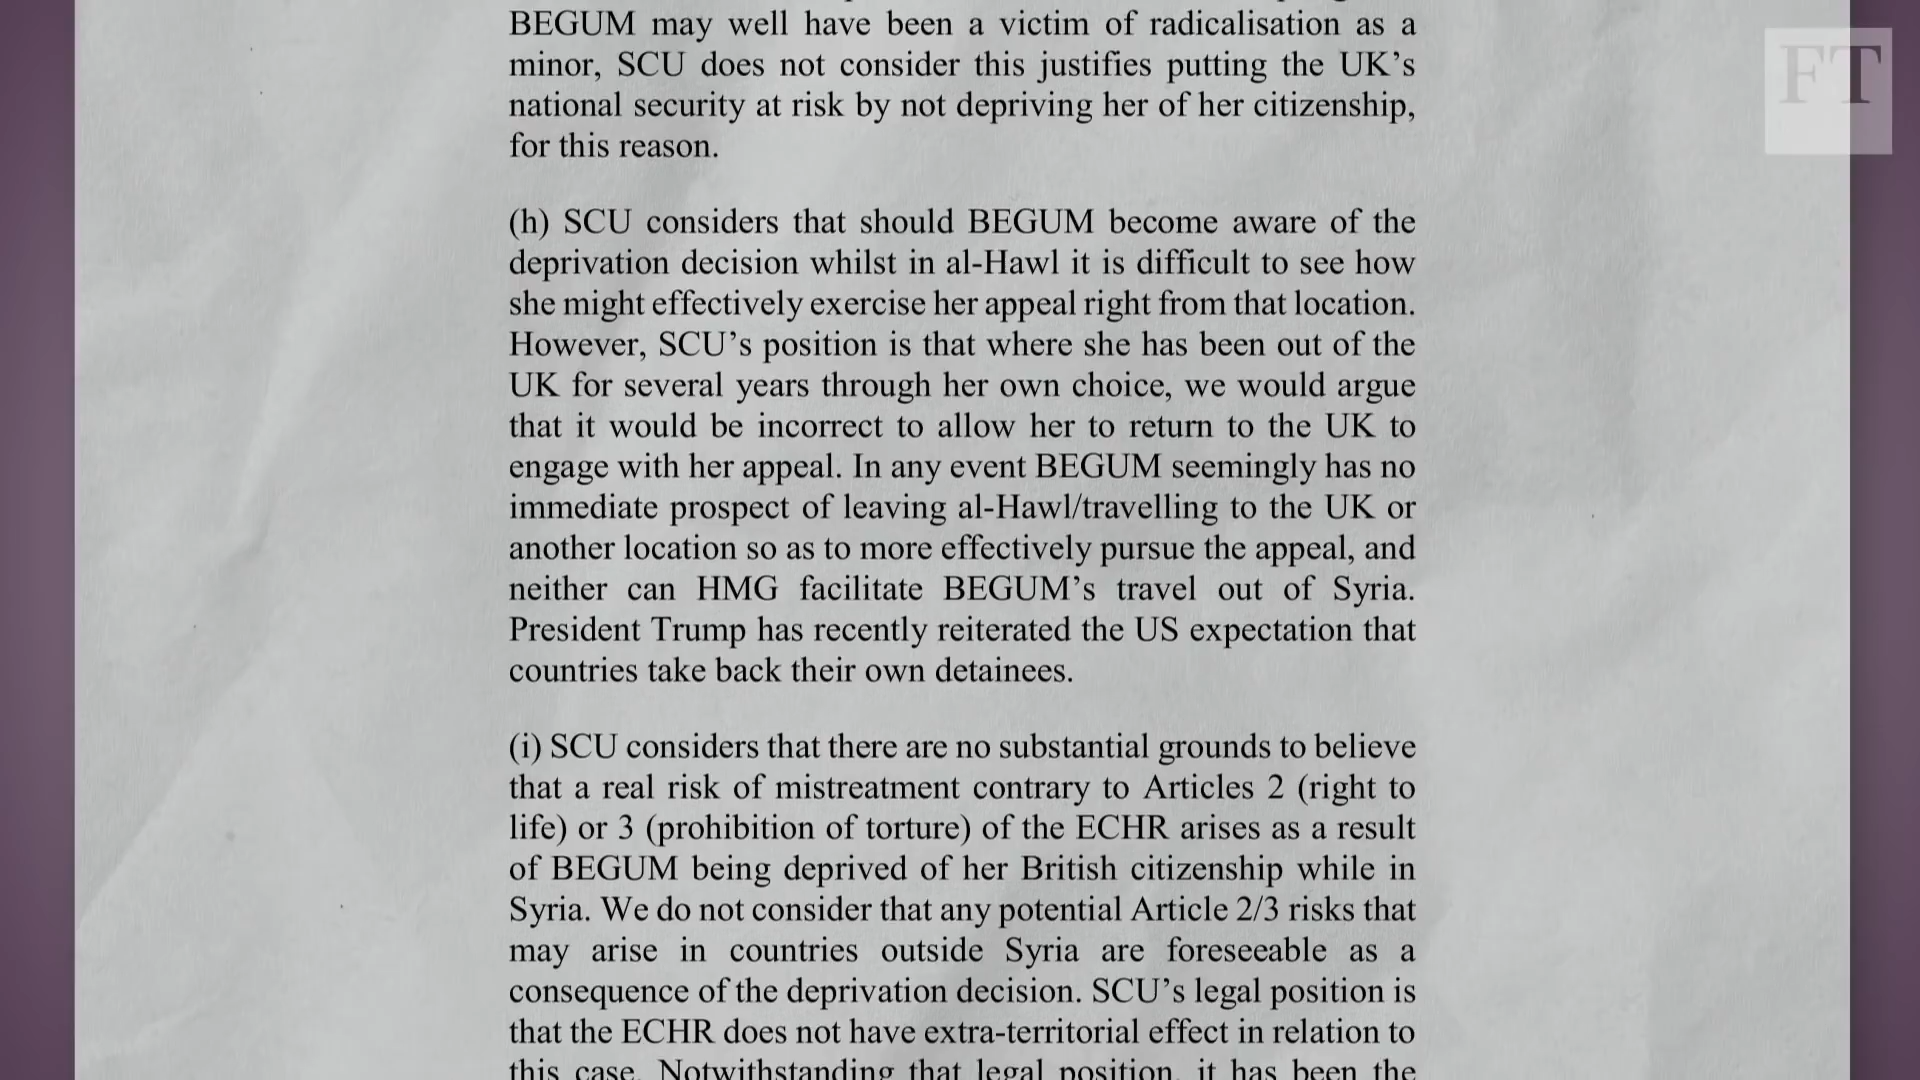 BEGUM may well have been a victim of radicalisation as a
minor, SCU does not consider this justifies putting the UK's
national security at risk by not depriving her of her citizenship,
for this reason.
(h) SCU considers that should BEGUM become aware of the
deprivation decision whilst in al-Hawl it is difficult to see how
she might effectively exercise her appeal right from that location.
However, SCU's position is that where she has been out of the
UK for several years through her own choice, we would argue
that it would be incorrect to allow her to return to the UK to
engage with her appeal. In any event BEGUM seemingly has no
immediate prospect of leaving al-Hawl/travelling to the UK or
another location so as to more effectively pursue the appeal, and
neither can HMG facilitate BEGUM's travel out of Syria.
President Trump has recently reiterated the US expectation that
countries take back their own detainees.
(i) SCU considers that there are no substantial grounds to believe
that a real risk of mistreatment contrary to Articles 2 (right to
life) or 3 (prohibition of torture) of the ECHR arises as a result
of BEGUM being deprived of her British citizenship while in
Syria. We do not consider that any potential Article 2/3 risks that
may arise in countries outside Syria are foreseeable as a
consequence of the deprivation decision. SCU's legal position is
that the ECHR does not have extra-territorial effect in relation to
this case. Notwithstanding that legal position, it has been the
FT